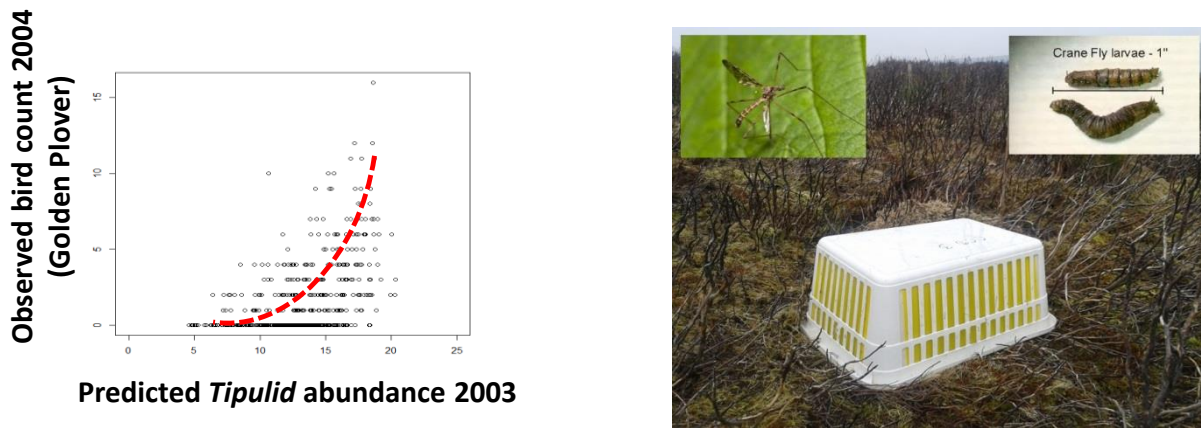 Observed bird count 2004
(Golden Plover)
15
10
5
0
0 5 10 15 20 25
Predicted Tipulid abundance 2003
Crane Fly larvae - 1"